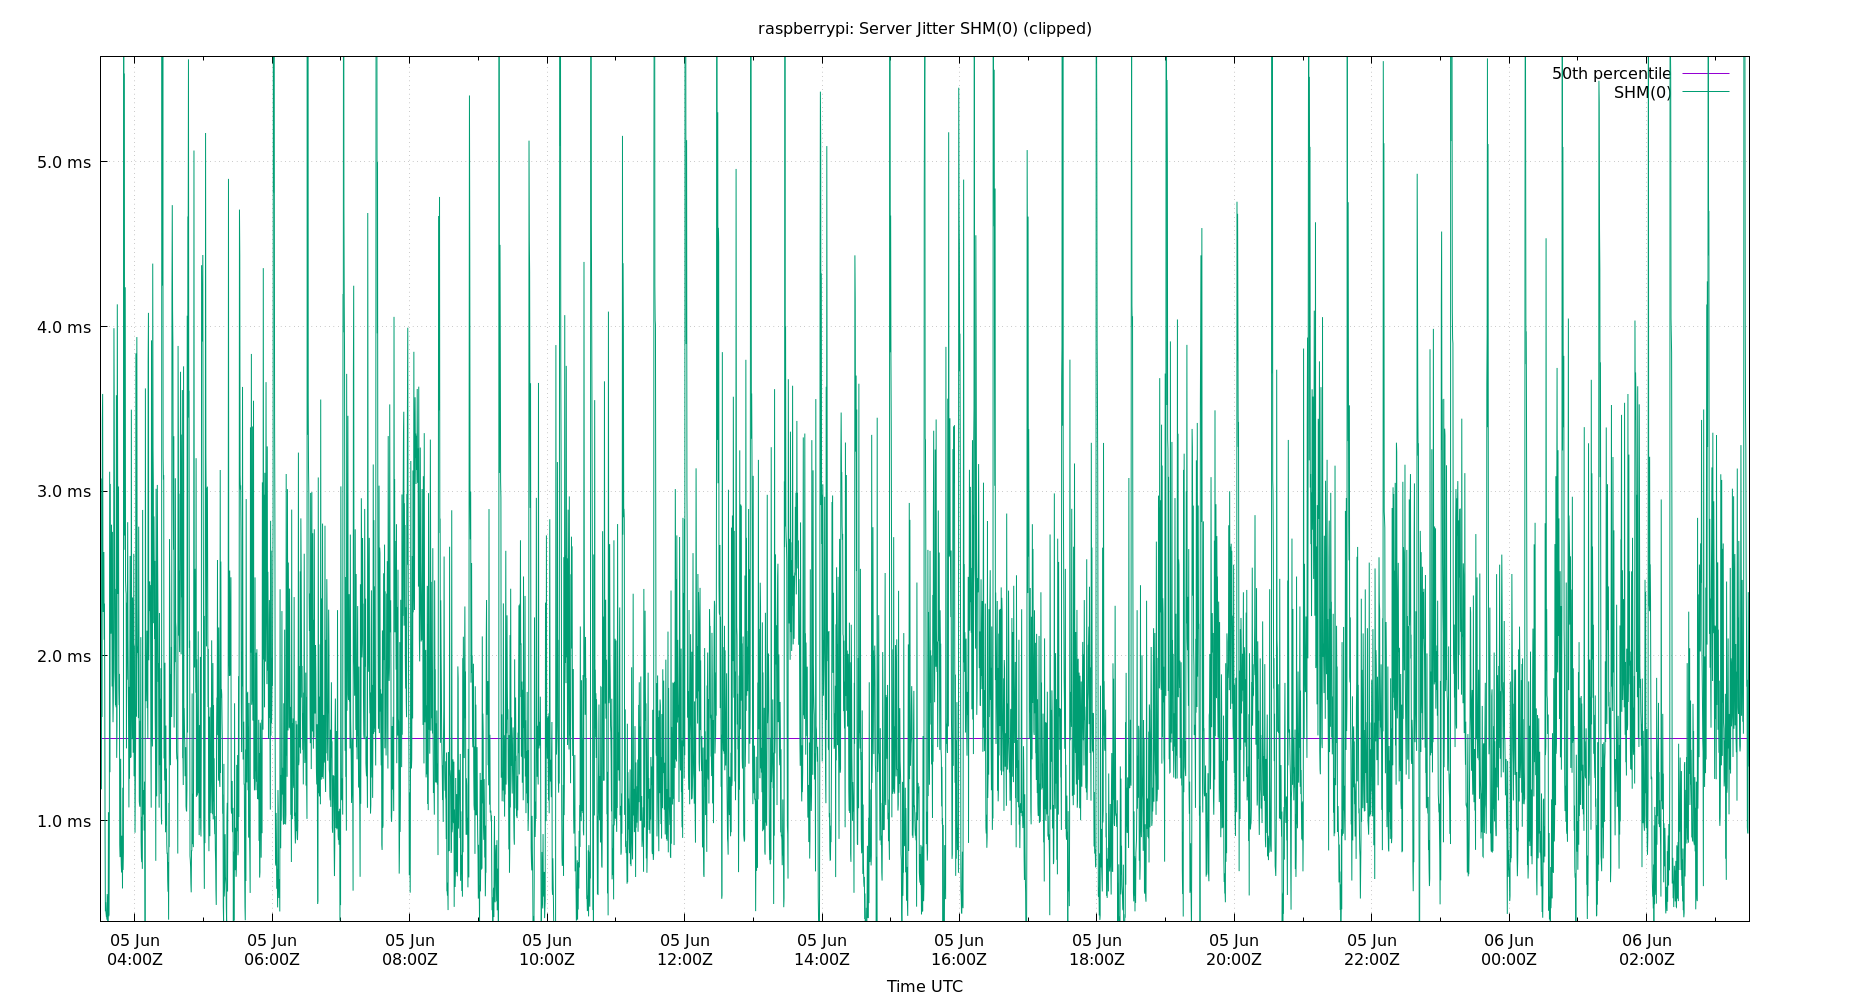 raspberrypi: Server Jitter SHM(0) (clipped)
50th percentile
SHM(0)
5.0 ms
4.0 ms
3.0 ms
2.0 ms
1.0 ms
05 Jun 05 Jun 05 Jun 05 Jun 05 Jun 05 Jun 05 Jun 05 Jun 05 Jun 05 Jun 06 Jun 06 Jun
04:00Z 06:00Z 08:00Z 10:00Z 12:00Z 14:00Z 16:00Z 18:00Z 20:00Z 22:00Z 00:00Z 02:00Z
Time UTC